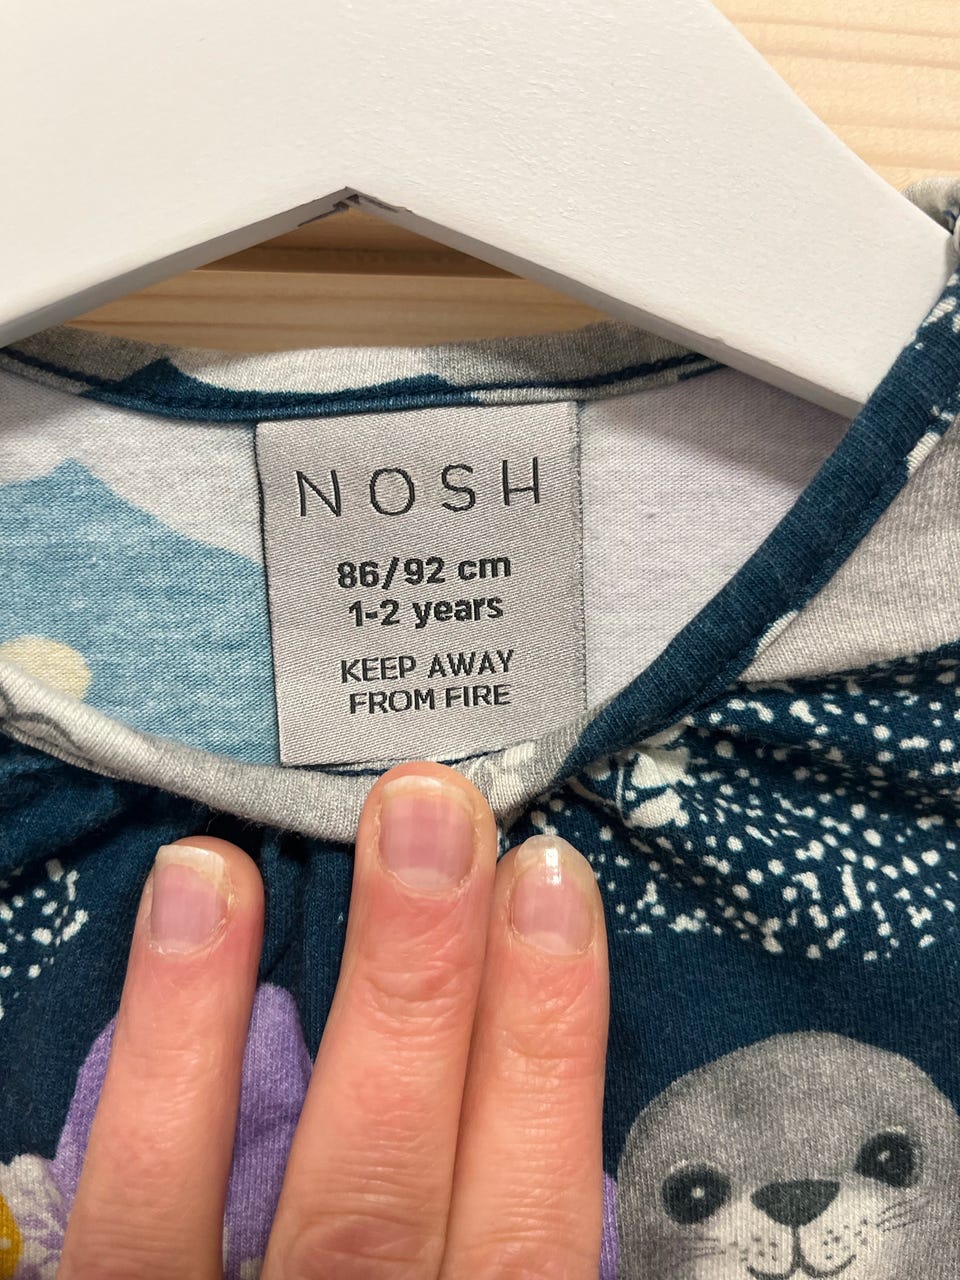 NOSH
86/92 cm
1-2 years
KEEP AWAY
FROM FIRE